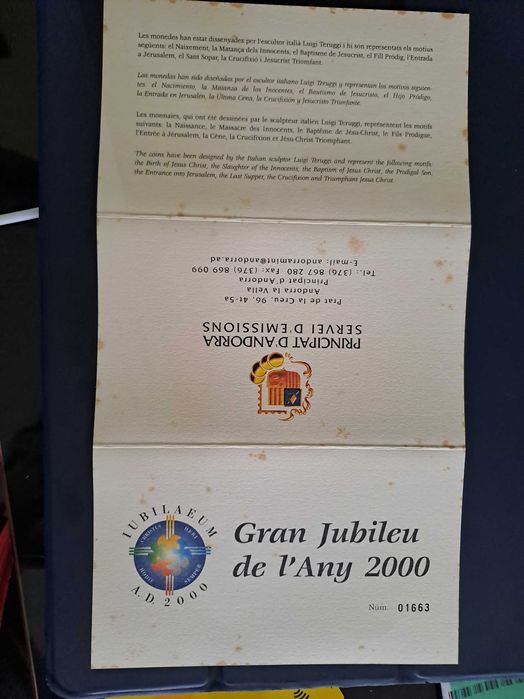 Les monedes han estat dissenyades per l'escultor italià Luigi Teruggi i hi són representats els motius
següents: el Naixement, la Matança dels Innocents, el Baptisme de Jesucrist, el Fill Pròdig, l'Entrada
a Jerusalem, el Sant Sopar, la Crucifixió i Jesucrist Triomfant.
Las monedas han sido diseñadas por el escultor italiano Luigi Teruggi y representan los motivos siguien-
tes: el Nacimiento, la Matanza de los Inocentes, el Bautismo de Jesucristo, el Hijo Pródigo,
la Entrada en Jerusalén, la Última Cena, la Crucifixión y Jesucristo Triunfante.
Les monnaies, qui ont été dessinées par le sculpteur italien Luigi Teruggi, représentent les motifs
suivants: la Naissance, le Massacre des Innocents, le Baptême de Jésu-Christ, le Fils Prodigue,
l'Entrée à Jérusalem, la Cène, la Crucifixion et Jésu-Christ Triomphant.
The coins have been designed by the Italian sculptor Luigi Teruggi and represent the following motifs:
the Birth of Jesus Christ, the Slaughter of the Innocents, the Baptism of Jesus Christ, the Prodigal Son,
the Entrance into Jerusalem, the Last Supper, the Crucifixion and Triumphant Jesus Christ.
PRINCIPAT D'ANDORRA
SERVEI D'EMISSIONS
Prat de la Creu, 96, 4t-5a
Andorra la Vella
Principat d'Andorra
Tel.: (376) 867 280 Fax: (376) 869 099
E-mail: andorramint@andorra.ad
IUBILAEUM
A.D. 2000
CHRISTUS HERI
HODIE SEMPER
Gran Jubileu
de l'Any 2000
Núm. 01663